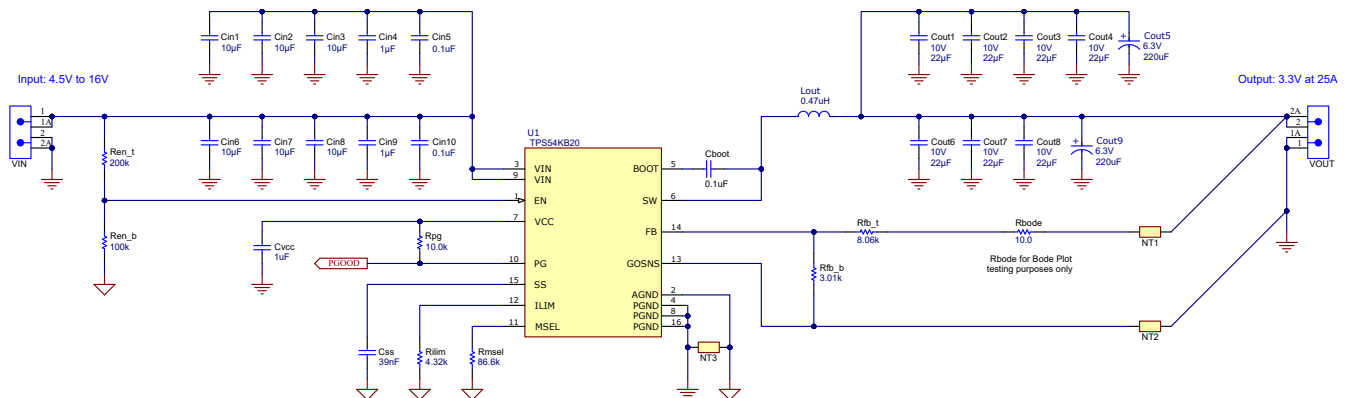 Input: 4.5V to 16V
1
1A
2
2A
VIN
Ren_t
200k
Ren_b
100k
Cin1
10µF
Cin2
10µF
Cin3
10µF
Cin4
1µF
Cin5
0.1uF
Cin6
10µF
Cin7
10µF
Cin8
10µF
Cin9
1µF
Cin10
0.1uF
Cvcc
1uF
Rpg
10.0k
PGOOD
Css
39nF
Rilim
4.32k
Rmsel
86.6k
U1
TPS54KB20
3
VIN
9
VIN
1
EN
7
VCC
10
PG
15
SS
12
ILIM
11
MSEL
BOOT
5
SW
6
FB
14
GOSNS
13
AGND
2
PGND
4
PGND
8
PGND
16
NT3
Cboot
0.1uF
Lout
0.47uH
Cout1
10V
22µF
Cout2
10V
22µF
Cout3
10V
22µF
Cout4
10V
22µF
+
Cout5
6.3V
220uF
Cout6
10V
22µF
Cout7
10V
22µF
Cout8
10V
22µF
+
Cout9
6.3V
220uF
Rfb_t
8.06k
Rbode
10.0
Rbode for Bode Plot
testing purposes only
Rfb_b
3.01k
NT1
NT2
Output: 3.3V at 25A
2A
2
1A
1
VOUT